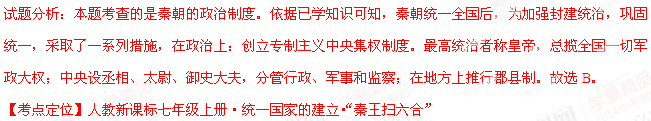 试题分析：本题考查的是秦朝的政治制度。依据已学知识可知，秦朝统一全国后，为加强封建统治，巩固
统一，采取了一系列措施，在政治上：创立专制主义中央集权制度。最高统治者称皇帝，总揽全国一切军
政大权；中央设丞相、太尉、御史大夫，分管行政、军事和监察；在地方上推行郡县制。故选 B。
【考点定位】人教新课标七年级上册·统一国家的建立·“秦王扫六合”